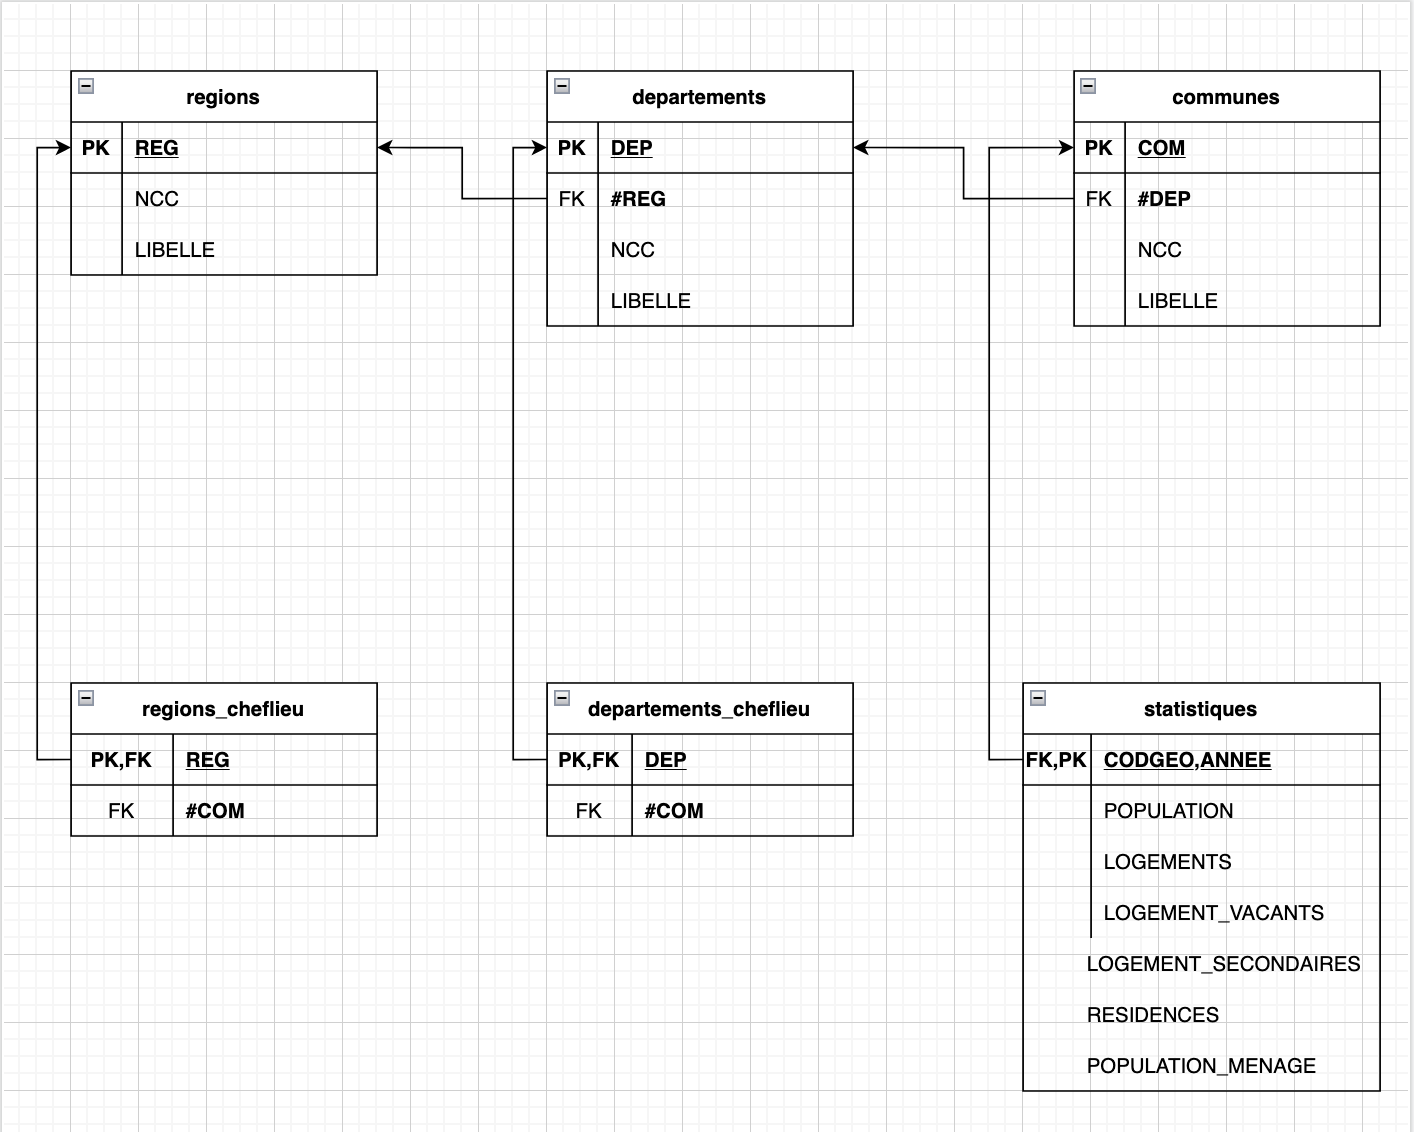 regions
PK REG
NCC
LIBELLE
departements
PK DEP
FK #REG
NCC
LIBELLE
communes
PK COM
FK #DEP
NCC
LIBELLE
regions_cheflieu
PK,FK REG
FK #COM
departements_cheflieu
PK,FK DEP
FK #COM
statistiques
FK,PK CODGEO,ANNEE
POPULATION
LOGEMENTS
LOGEMENT_VACANTS
LOGEMENT_SECONDAIRES
RESIDENCES
POPULATION_MENAGE